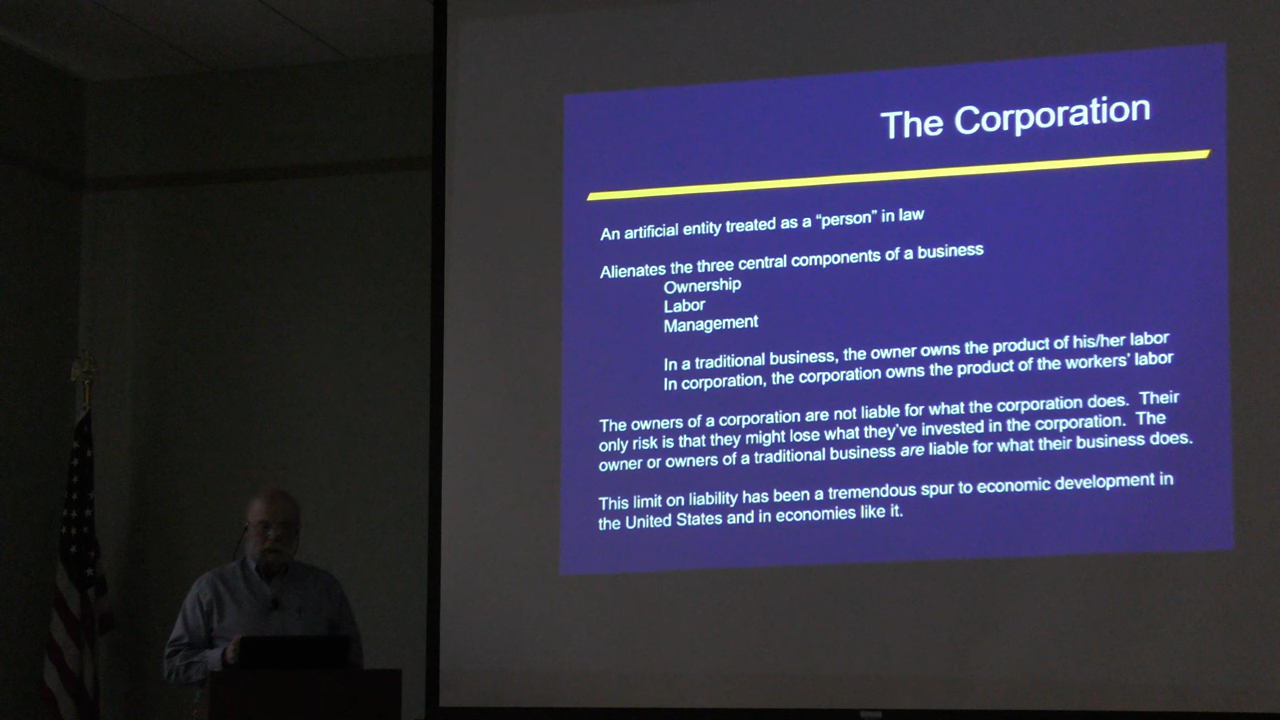 The Corporation
An artificial entity treated as a “person” in law
Alienates the three central components of a business
Ownership
Labor
Management
In a traditional business, the owner owns the product of his/her labor
In corporation, the corporation owns the product of the workers’ labor
The owners of a corporation are not liable for what the corporation does.  Their
only risk is that they might lose what they’ve invested in the corporation.  The
owner or owners of a traditional business are liable for what their business does.
This limit on liability has been a tremendous spur to economic development in
the United States and in economies like it.